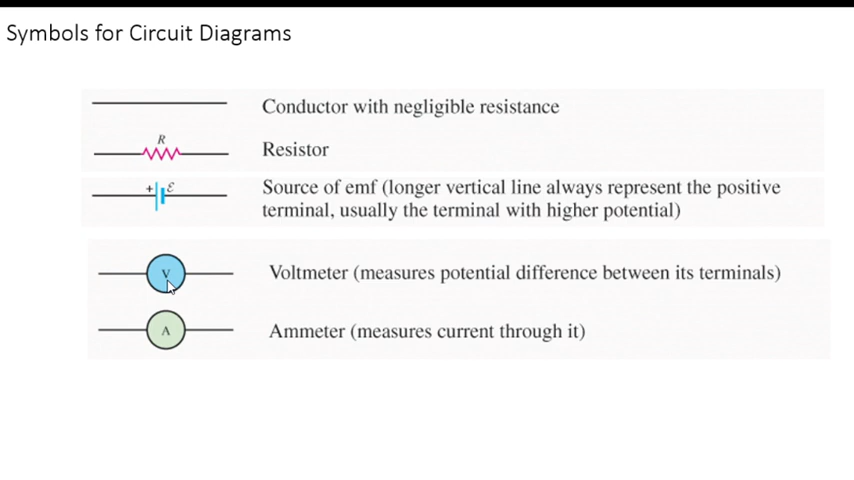 Symbols for Circuit Diagrams
Conductor with negligible resistance
R
Resistor
+ ℰ
Source of emf (longer vertical line always represent the positive
terminal, usually the terminal with higher potential)
V
Voltmeter (measures potential difference between its terminals)
A
Ammeter (measures current through it)